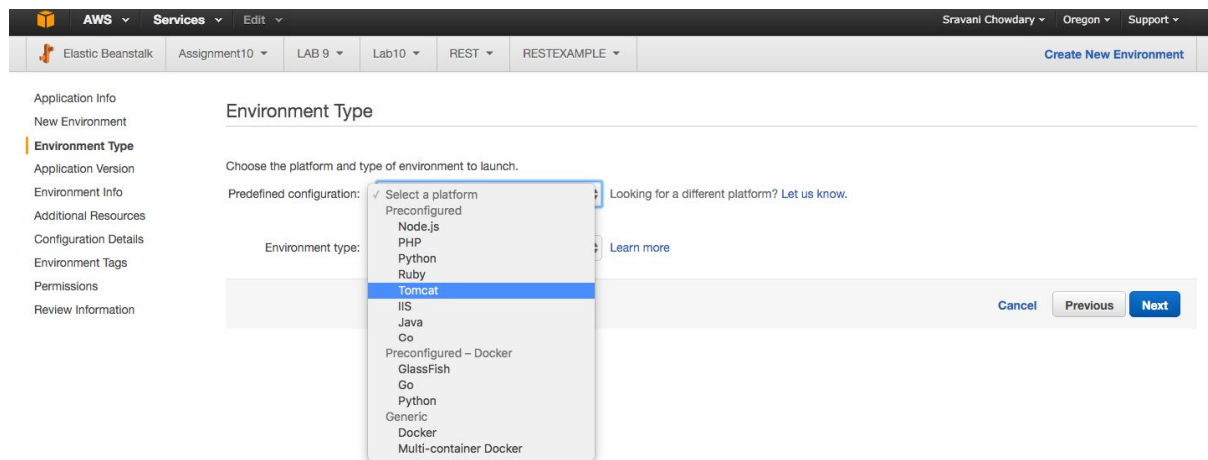 AWS Services Edit Sravani Chowdary Oregon Support
Elastic Beanstalk Assignment10 LAB 9 Lab10 REST RESTEXAMPLE Create New Environment
Application Info
New Environment
Environment Type
Application Version
Environment Info
Additional Resources
Configuration Details
Environment Tags
Permissions
Review Information
Environment Type
Choose the platform and type of environment to launch.
Predefined configuration: Looking for a different platform? Let us know.
✓ Select a platform
Preconfigured
Node.js
PHP
Python
Ruby
Tomcat
IIS
Java
Go
Preconfigured – Docker
GlassFish
Go
Python
Generic
Docker
Multi-container Docker
Environment type: Learn more
Cancel Previous Next